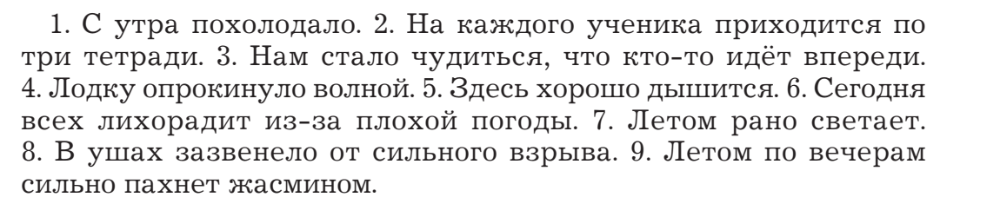 1. С утра похолодало. 2. На каждого ученика приходится по
три тетради. 3. Нам стало чудиться, что кто-то идёт впереди.
4. Лодку опрокинуло волной. 5. Здесь хорошо дышится. 6. Сегодня
всех лихорадит из-за плохой погоды. 7. Летом рано светает.
8. В ушах зазвенело от сильного взрыва. 9. Летом по вечерам
сильно пахнет жасмином.